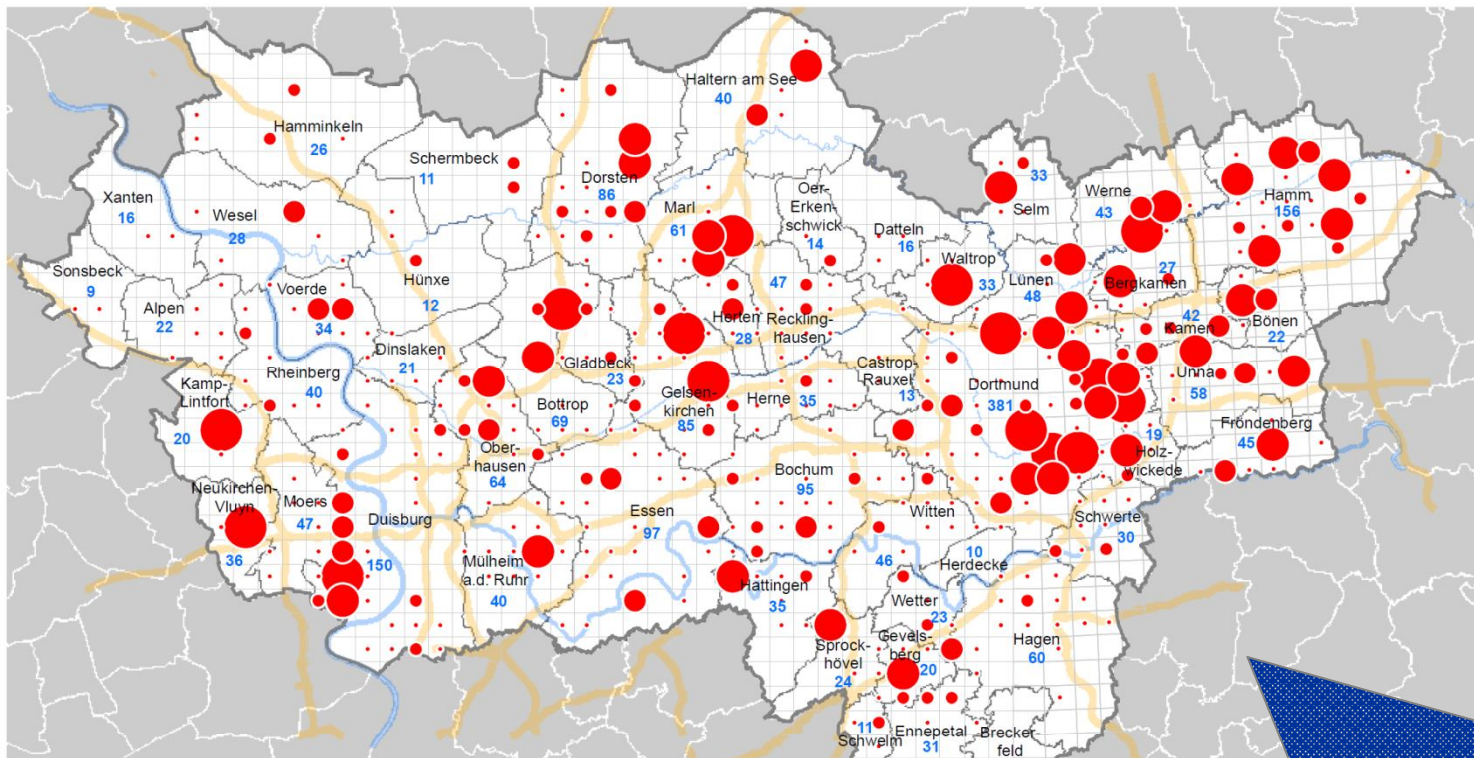 Haltern am See
40
Hamminkeln
26
Schermbeck
11
Dorsten
86
33
Selm
Werne
43
Hamm
156
Xanten
16
Wesel
28
Marl
61
Oer-
Erken-
schwick
14
Datteln
16
Waltrop
33
Lünen
48
27
Bergkamen
Sonsbeck
9
Alpen
22
Voerde
34
Hünxe
12
47
Reckling-
hausen
Herten
28
42
Kamen
Bönen
22
Dinslaken
21
Rheinberg
40
Gladbeck
23
Castrop-
Rauxel
13
Dortmund
381
Unna
58
Kamp-
Lintfort
20
Bottrop
69
Gelsen-
kirchen
85
Herne
35
Fröndenberg
45
Ober-
hausen
64
19
Holz-
wickede
Neukirchen-
Vluyn
36
Moers
47
Duisburg
150
Essen
97
Bochum
95
Witten
46
Schwerte
30
Mülheim
a.d. Ruhr
40
Hattingen
35
10
Herdecke
Wetter
23
Hagen
60
Sprock-
hövel
24
Gevels-
berg
20
11
Schwelm
Ennepetal
31
Brecker-
feld